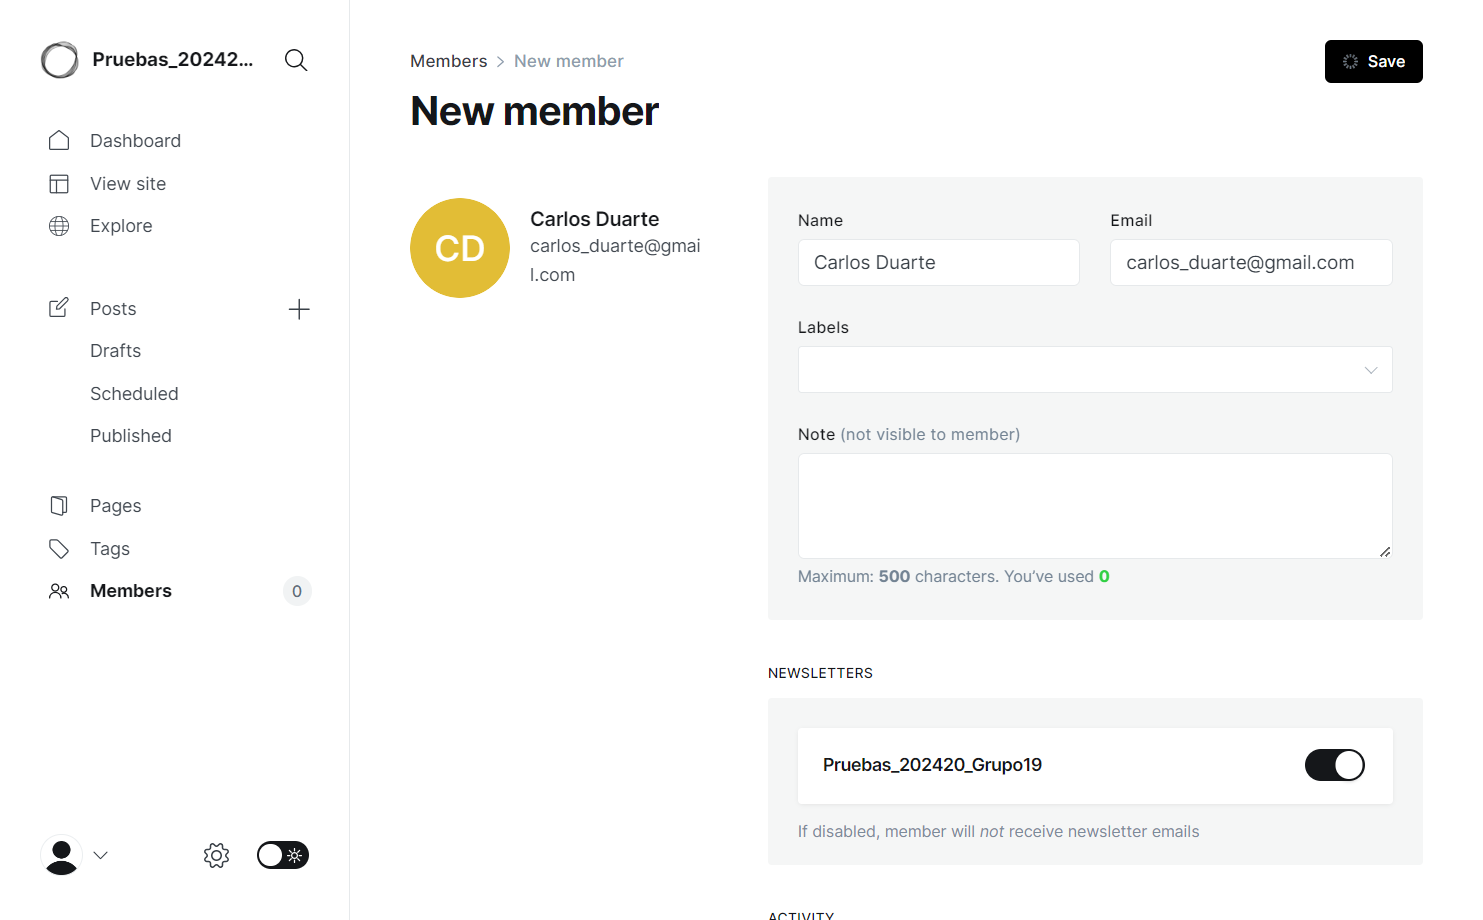 Pruebas_20242...
Dashboard
View site
Explore
Posts
Drafts
Scheduled
Published
Pages
Tags
Members
0
Members > New member
Save
New member
CD
Carlos Duarte
carlos_duarte@gmai
l.com
Name
Email
Carlos Duarte
carlos_duarte@gmail.com
Labels
Note (not visible to member)
Maximum: 500 characters. You’ve used 0
NEWSLETTERS
Pruebas_202420_Grupo19
If disabled, member will not receive newsletter emails
ACTIVITY